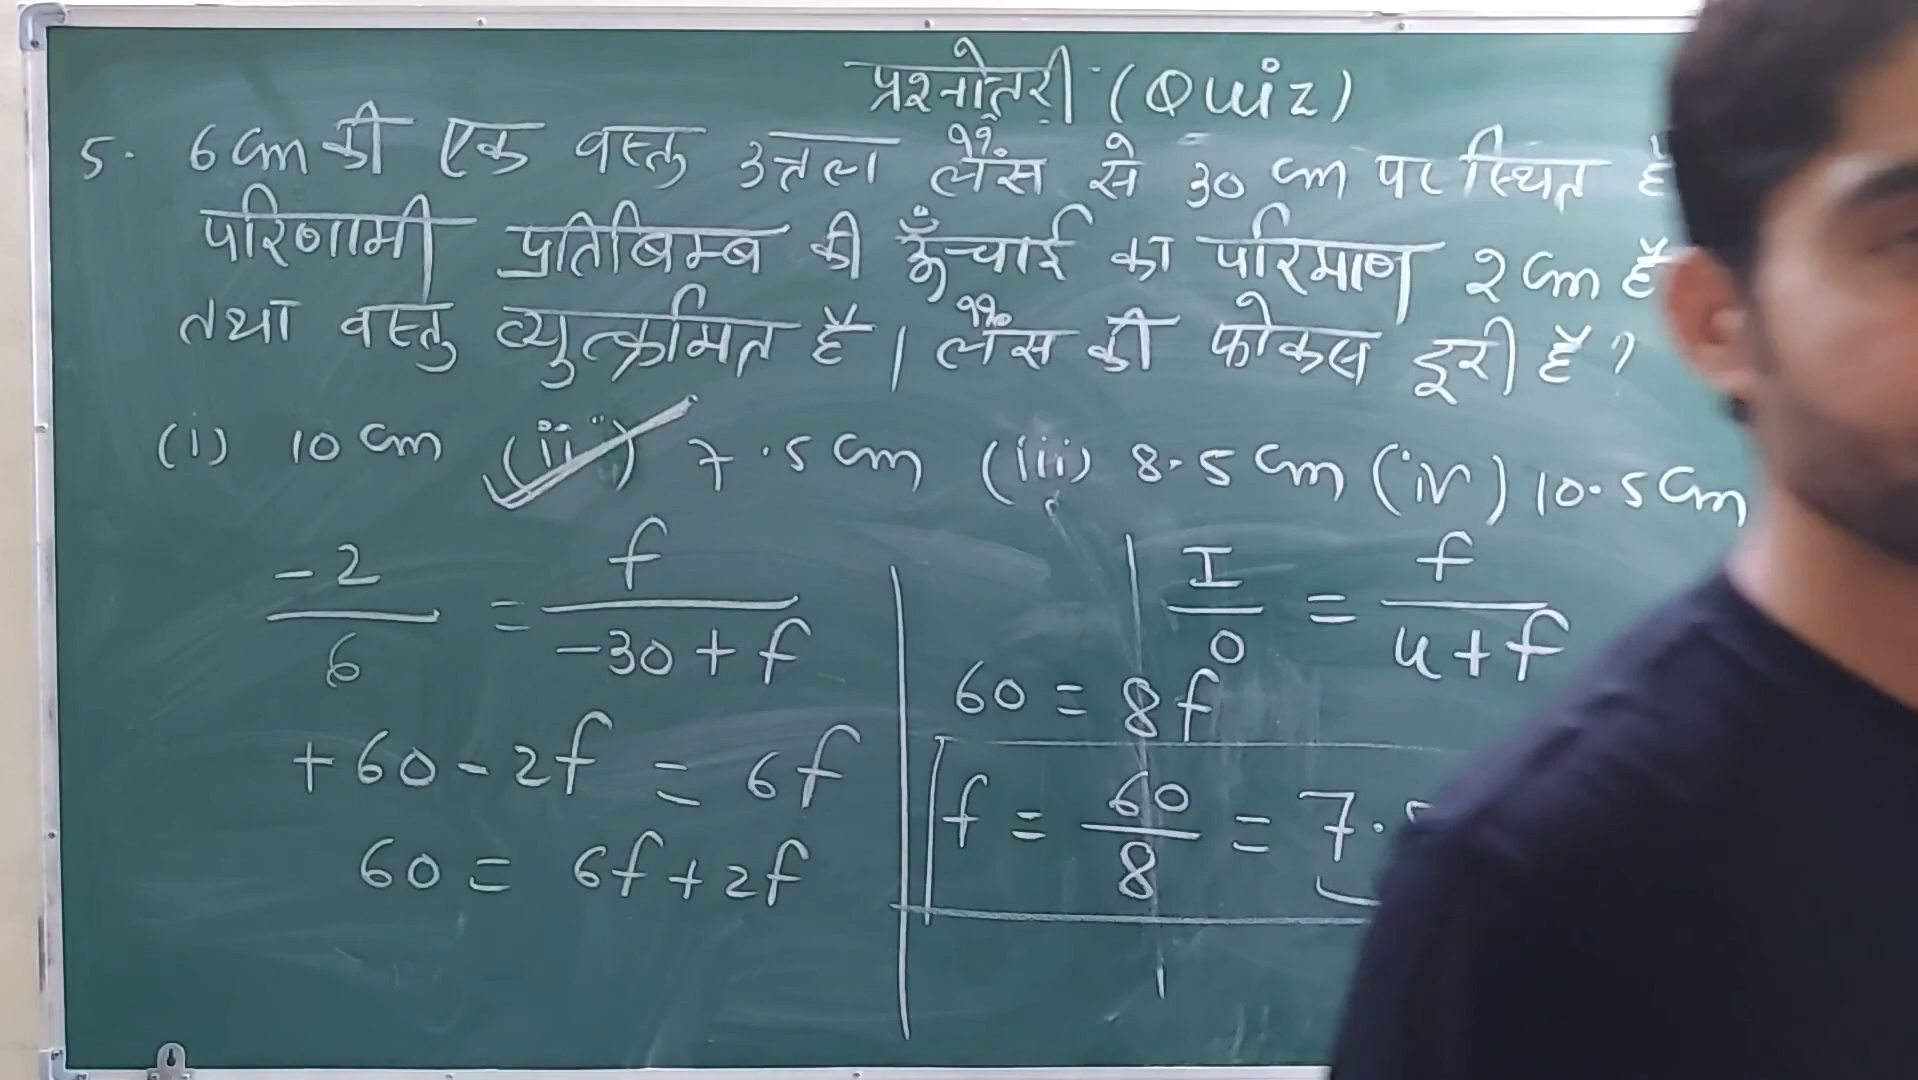 प्रश्नोत्तरी (Quiz)
5. 6 cm की एक वस्तु उत्तल लैंस से 30 cm पर स्थित है
परिणामी प्रतिबिम्ब की ऊँचाई का परिमाण 2 cm है
तथा वस्तु व्युत्क्रमित है। लैंस की फोकस दूरी है ?
(i) 10 cm (ii) 7.5 cm (iii) 8.5 cm (iv) 10.5 cm
-2/6 = f/(-30+f)
+60-2f = 6f
60 = 6f+2f
I/O = f/(u+f)
60 = 8f
f = 60/8 = 7.